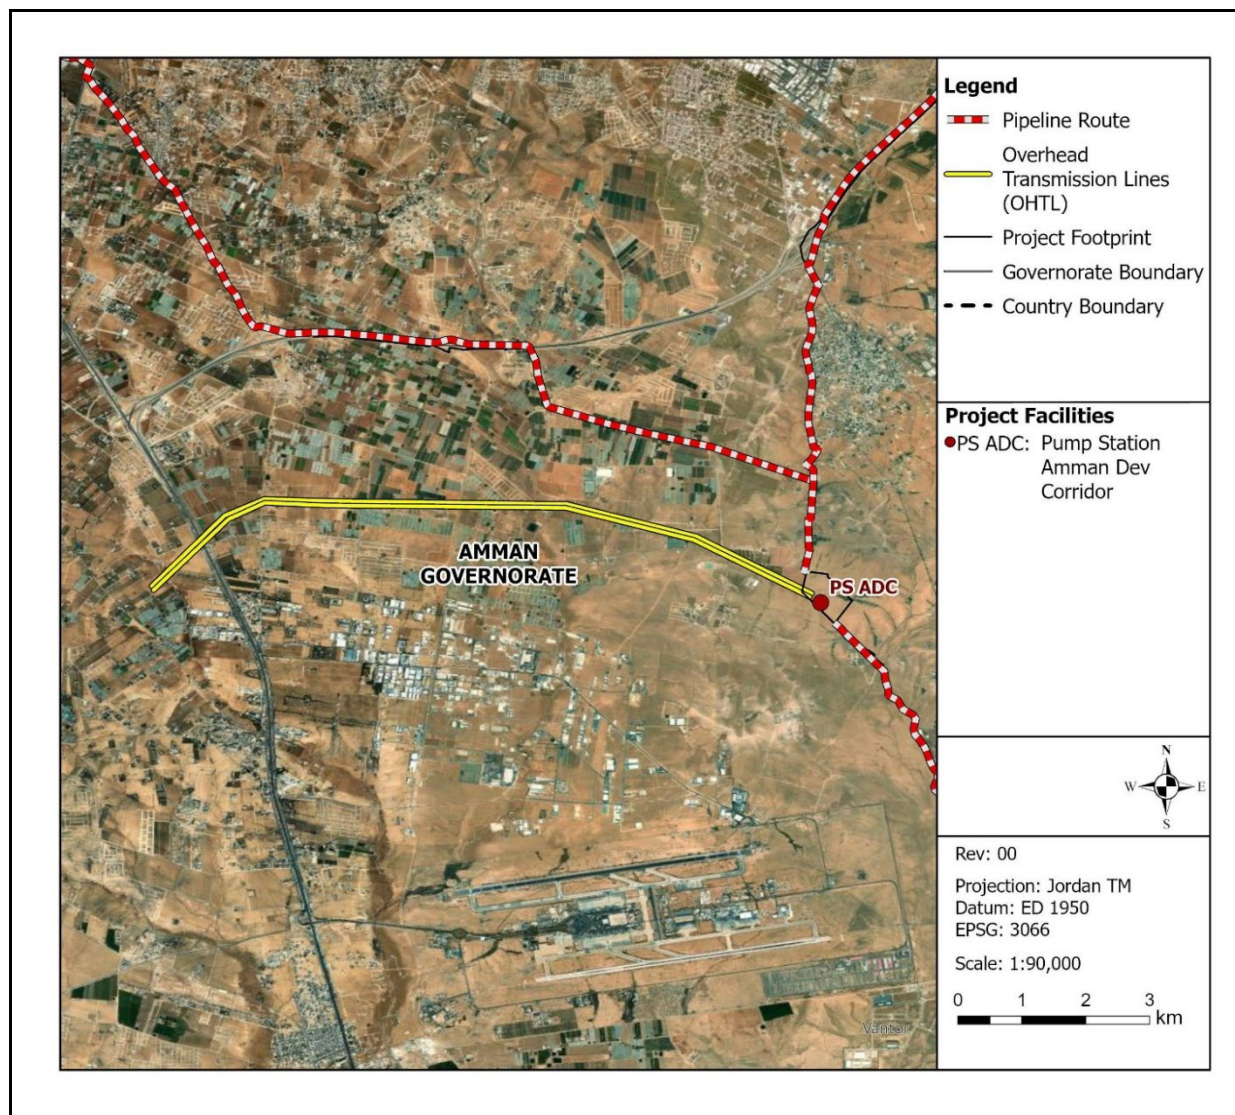 AMMAN
GOVERNORATE
PS ADC
Vantor
Legend
Pipeline Route
Overhead
Transmission Lines
(OHTL)
Project Footprint
Governorate Boundary
Country Boundary
Project Facilities
PS ADC: Pump Station
Amman Dev
Corridor
N
W E
S
Rev: 00
Projection: Jordan TM
Datum: ED 1950
EPSG: 3066
Scale: 1:90,000
0 1 2 3
km